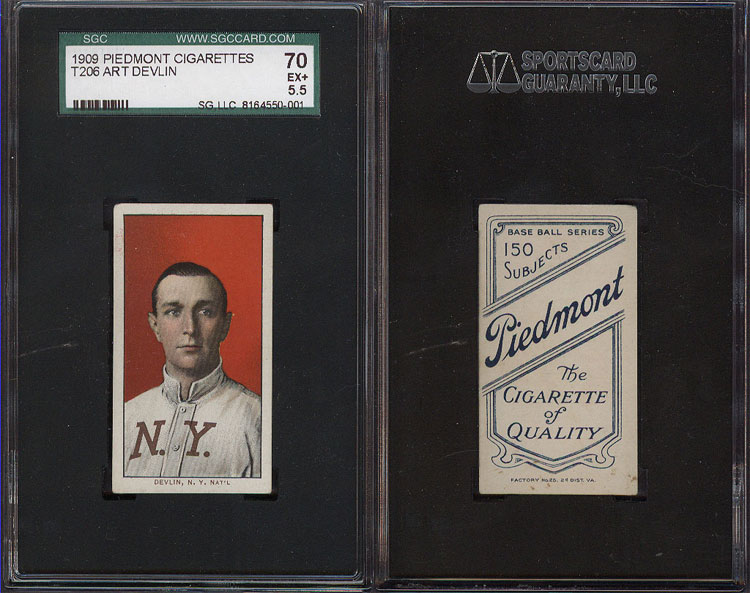 SGC WWW.SGCCARD.COM
1909 PIEDMONT CIGARETTES
T206 ART DEVLIN
70
EX+
5.5
SG, LLC 8164550-001
N.Y.
DEVLIN, N. Y. NAT'L
SPORTSCARD
GUARANTY, LLC
BASE BALL SERIES
150
SUBJECTS
Piedmont
The
CIGARETTE
of
QUALITY
FACTORY No 25. 2d DIST. VA.